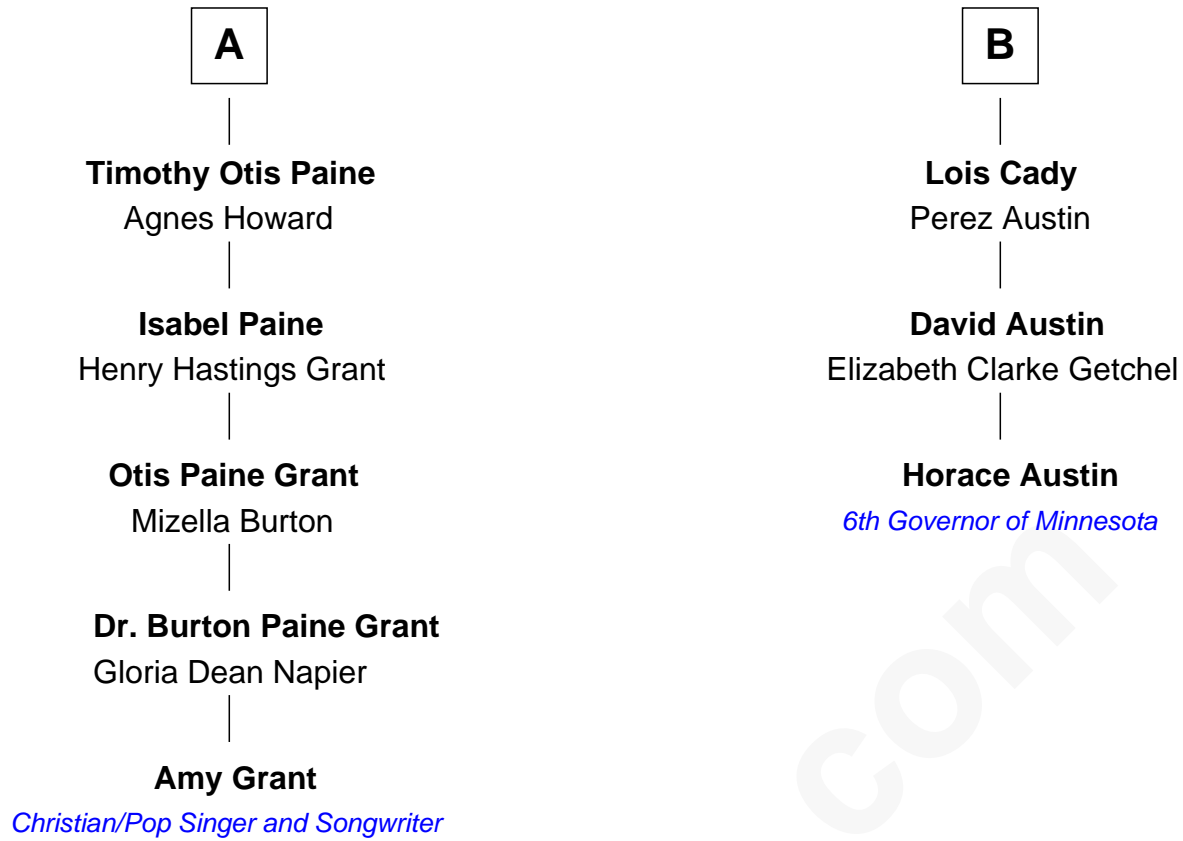 A
Timothy Otis Paine
Agnes Howard
Isabel Paine
Henry Hastings Grant
Otis Paine Grant
Mizella Burton
Dr. Burton Paine Grant
Gloria Dean Napier
Amy Grant
Christian/Pop Singer and Songwriter
B
Lois Cady
Perez Austin
David Austin
Elizabeth Clarke Getchel
Horace Austin
6th Governor of Minnesota
com